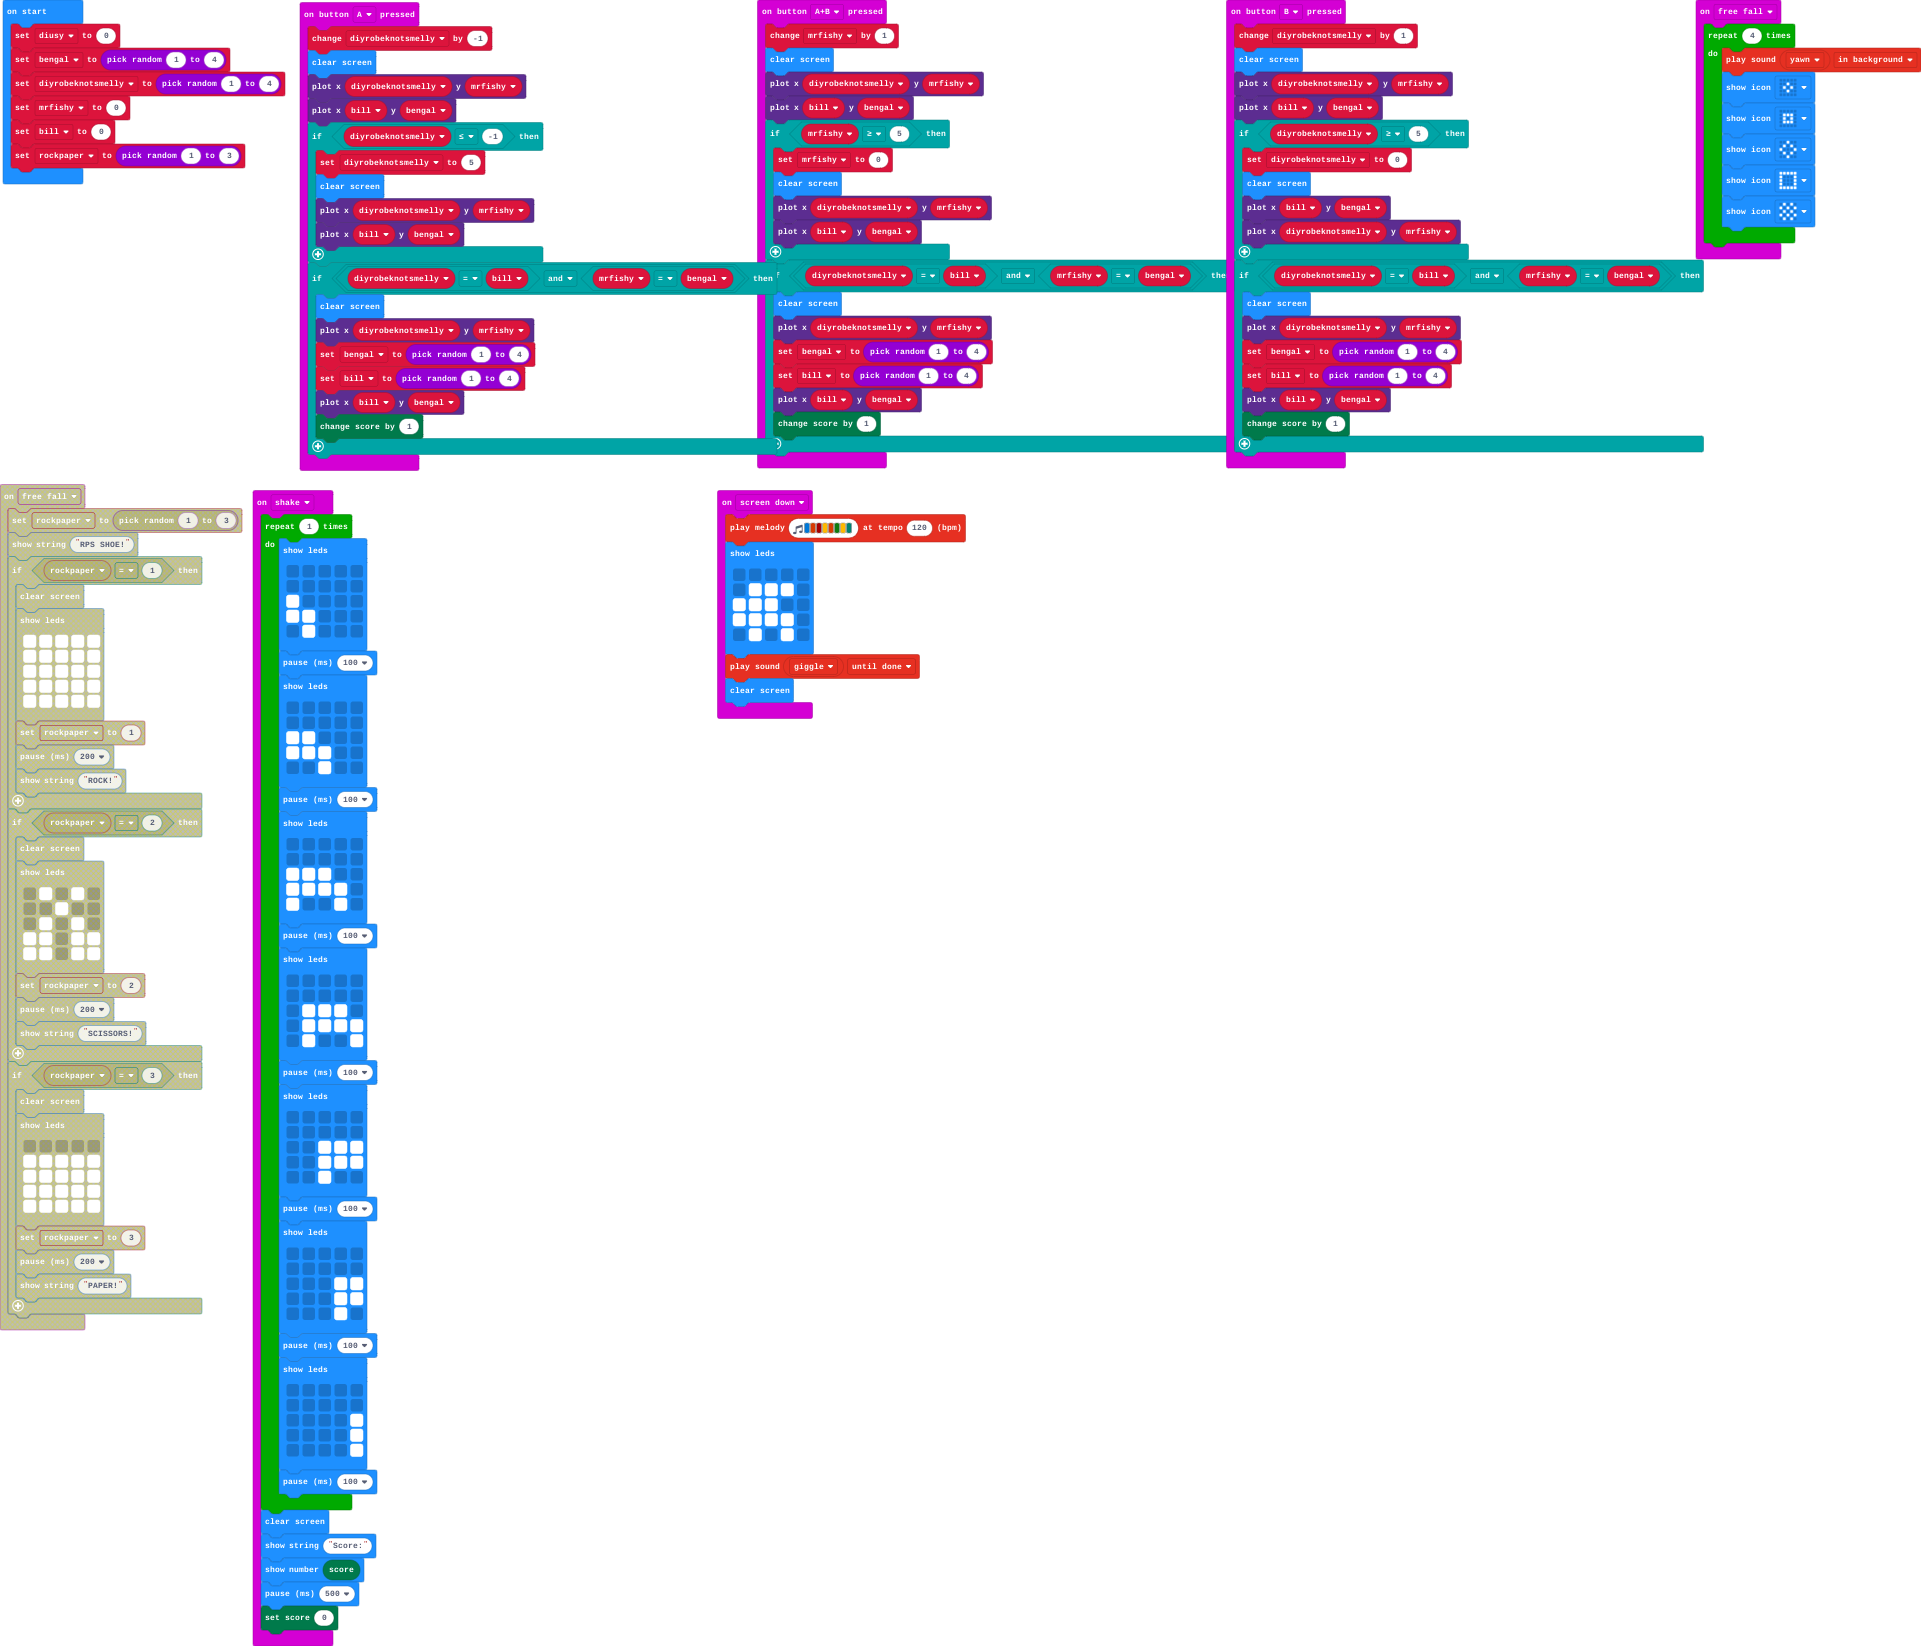 on start
set diusy to 0
set bengal to pick random 1 to 4
set diyrobeknotsmelly to pick random 1 to 4
set mrfishy to 0
set bill to 0
set rockpaper to pick random 1 to 3
on button A pressed
change diyrobeknotsmelly by -1
clear screen
plot x diyrobeknotsmelly y mrfishy
plot x bill y bengal
if diyrobeknotsmelly ≤ -1 then
set diyrobeknotsmelly to 5
clear screen
plot x diyrobeknotsmelly y mrfishy
plot x bill y bengal
if diyrobeknotsmelly = bill and mrfishy = bengal then
clear screen
plot x diyrobeknotsmelly y mrfishy
set bengal to pick random 1 to 4
set bill to pick random 1 to 4
plot x bill y bengal
change score by 1
on button A+B pressed
change mrfishy by 1
clear screen
plot x diyrobeknotsmelly y mrfishy
plot x bill y bengal
if mrfishy ≥ 5 then
set mrfishy to 0
clear screen
plot x diyrobeknotsmelly y mrfishy
plot x bill y bengal
diyrobeknotsmelly = bill and mrfishy = bengal the
clear screen
plot x diyrobeknotsmelly y mrfishy
set bengal to pick random 1 to 4
set bill to pick random 1 to 4
plot x bill y bengal
change score by 1
on button B pressed
change diyrobeknotsmelly by 1
clear screen
plot x diyrobeknotsmelly y mrfishy
plot x bill y bengal
if diyrobeknotsmelly ≥ 5 then
set diyrobeknotsmelly to 0
clear screen
plot x bill y bengal
plot x diyrobeknotsmelly y mrfishy
if diyrobeknotsmelly = bill and mrfishy = bengal then
clear screen
plot x diyrobeknotsmelly y mrfishy
set bengal to pick random 1 to 4
set bill to pick random 1 to 4
plot x bill y bengal
change score by 1
on free fall
repeat 4 times
do play sound yawn in background
show icon
show icon
show icon
show icon
show icon
on free fall
set rockpaper to pick random 1 to 3
show string "RPS SHOE!"
if rockpaper = 1 then
clear screen
show leds
set rockpaper to 1
pause (ms) 200
show string "ROCK!"
if rockpaper = 2 then
clear screen
show leds
set rockpaper to 2
pause (ms) 200
show string "SCISSORS!"
if rockpaper = 3 then
clear screen
show leds
set rockpaper to 3
pause (ms) 200
show string "PAPER!"
on shake
repeat 1 times
do show leds
pause (ms) 100
show leds
pause (ms) 100
show leds
pause (ms) 100
show leds
pause (ms) 100
show leds
pause (ms) 100
show leds
pause (ms) 100
show leds
pause (ms) 100
clear screen
show string "Score:"
show number score
pause (ms) 500
set score 0
on screen down
play melody at tempo 120 (bpm)
show leds
play sound giggle until done
clear screen